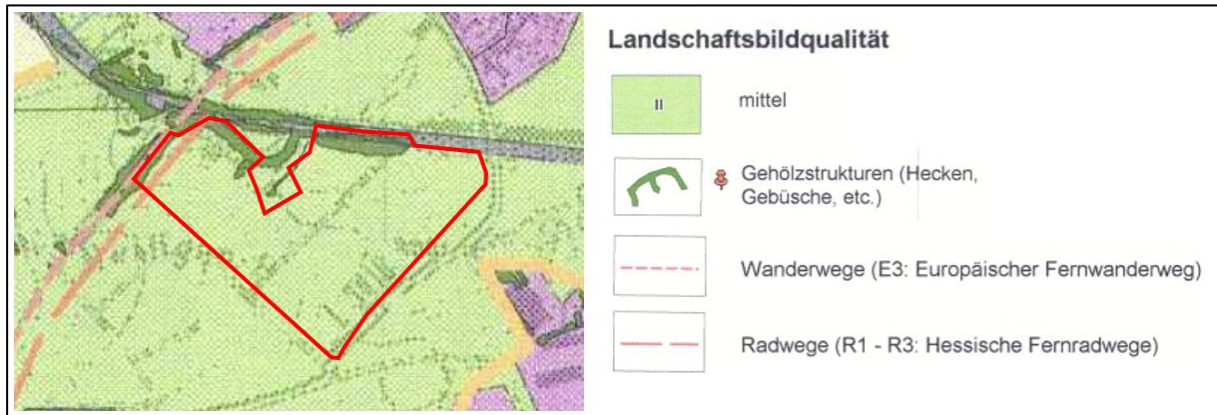 Landschaftsbildqualität
II
mittel
Gehölzstrukturen (Hecken,
Gebüsche, etc.)
Wanderwege (E3: Europäischer Fernwanderweg)
Radwege (R1 - R3: Hessische Fernradwege)